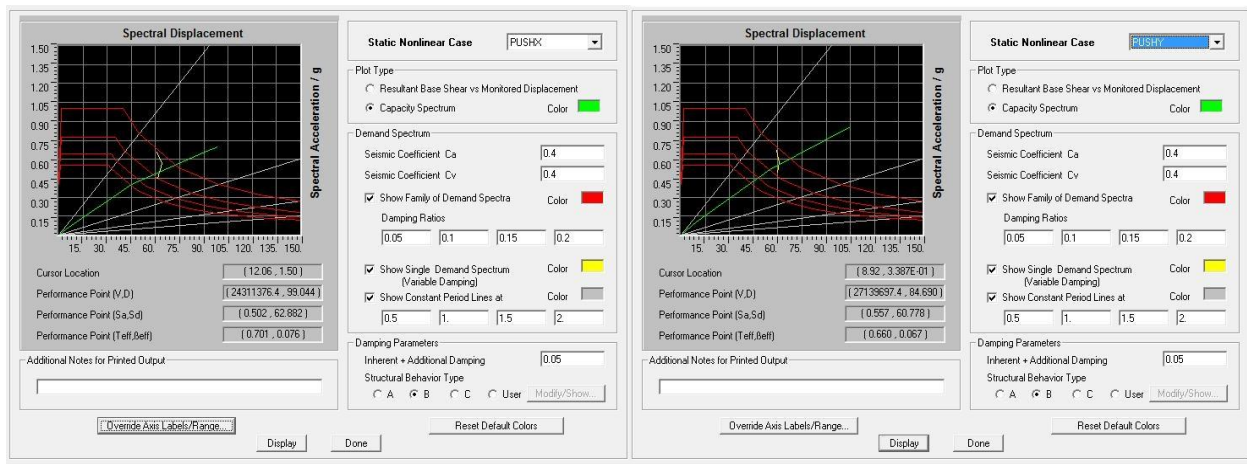 Spectral Displacement
1.50
1.35
1.20
1.05
0.90
0.75
0.60
0.45
0.30
0.15
Spectral Acceleration / g
15. 30. 45. 60. 75. 90. 105. 120. 135. 150.
Cursor Location ( 12.06 , 1.50 )
Performance Point (V,D) ( 24311376.4 , 99.044 )
Performance Point (Sa,Sd) ( 0.502 , 62.882 )
Performance Point (Teff,βeff) ( 0.701 , 0.076 )
Additional Notes for Printed Output
Static Nonlinear Case PUSHX
Plot Type
Resultant Base Shear vs Monitored Displacement
Capacity Spectrum Color
Demand Spectrum
Seismic Coefficient Ca 0.4
Seismic Coefficient Cv 0.4
Show Family of Demand Spectra Color
Damping Ratios
0.05 0.1 0.15 0.2
Show Single Demand Spectrum Color
(Variable Damping)
Show Constant Period Lines at Color
0.5 1. 1.5 2.
Damping Parameters
Inherent + Additional Damping 0.05
Structural Behavior Type
A B C User Modify/Show...
Override Axis Labels/Range... Reset Default Colors
Display Done
Spectral Displacement
1.50
1.35
1.20
1.05
0.90
0.75
0.60
0.45
0.30
0.15
Spectral Acceleration / g
15. 30. 45. 60. 75. 90. 105. 120. 135. 150.
Cursor Location ( 8.92 , 3.387E-01 )
Performance Point (V,D) ( 27139697.4 , 84.690 )
Performance Point (Sa,Sd) ( 0.557 , 60.778 )
Performance Point (Teff,βeff) ( 0.660 , 0.067 )
Additional Notes for Printed Output
Static Nonlinear Case PUSHY
Plot Type
Resultant Base Shear vs Monitored Displacement
Capacity Spectrum Color
Demand Spectrum
Seismic Coefficient Ca 0.4
Seismic Coefficient Cv 0.4
Show Family of Demand Spectra Color
Damping Ratios
0.05 0.1 0.15 0.2
Show Single Demand Spectrum Color
(Variable Damping)
Show Constant Period Lines at Color
0.5 1. 1.5 2.
Damping Parameters
Inherent + Additional Damping 0.05
Structural Behavior Type
A B C User Modify/Show...
Override Axis Labels/Range... Reset Default Colors
Display Done